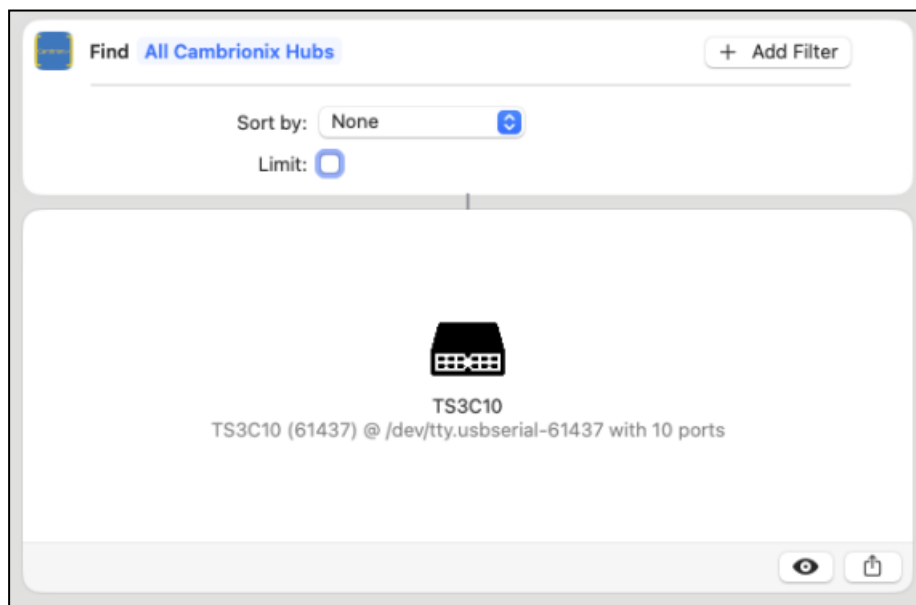 Find All Cambrionix Hubs
+ Add Filter
Sort by: None
Limit:
TS3C10
TS3C10 (61437) @ /dev/tty.usbserial-61437 with 10 ports